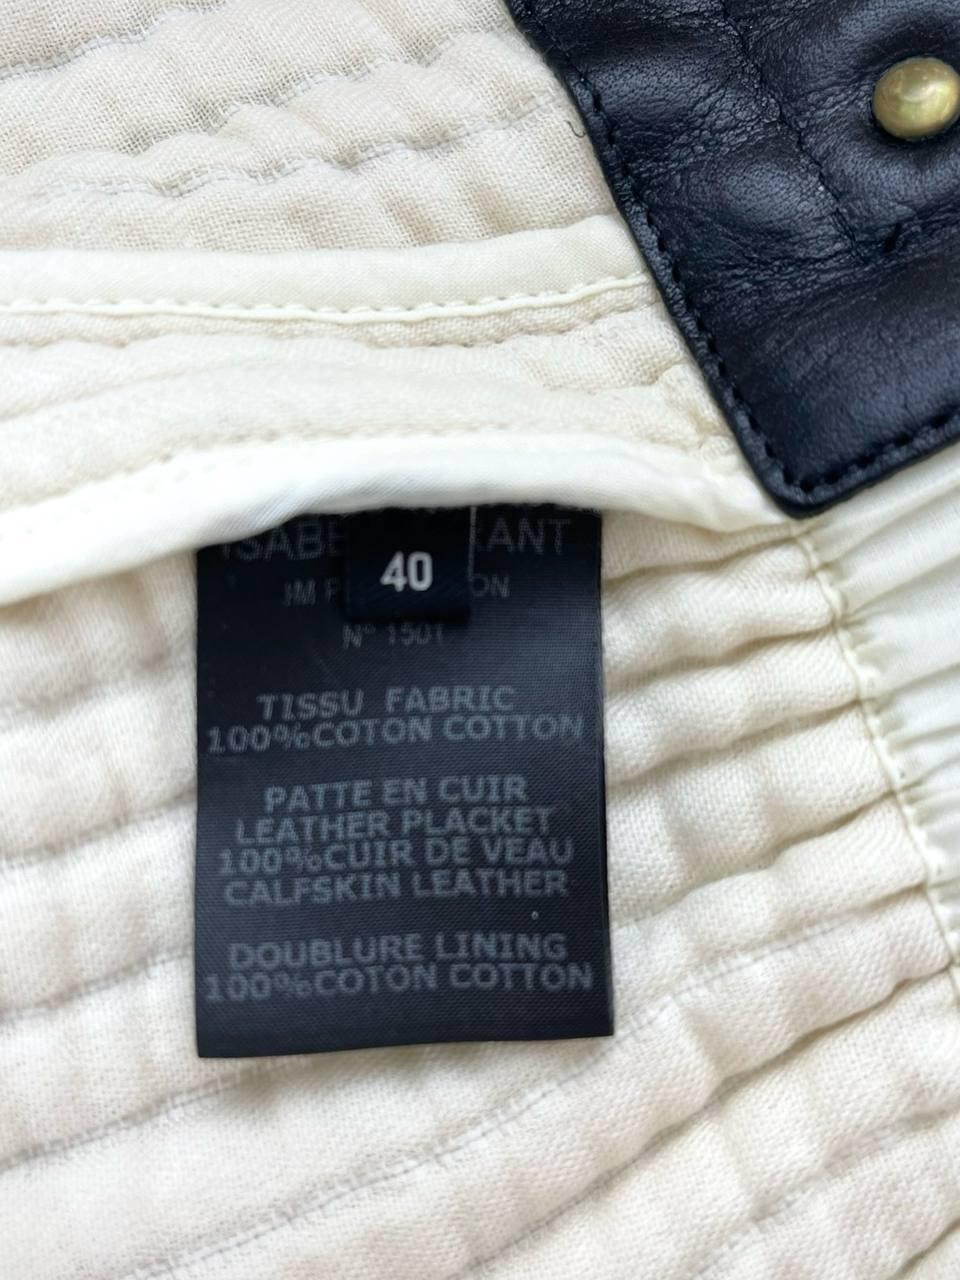 40
Nº 1501
TISSU FABRIC
100%COTON COTTON
PATTE EN CUIR
LEATHER PLACKET
100%CUIR DE VEAU
CALFSKIN LEATHER
DOUBLURE LINING
100%COTON COTTON